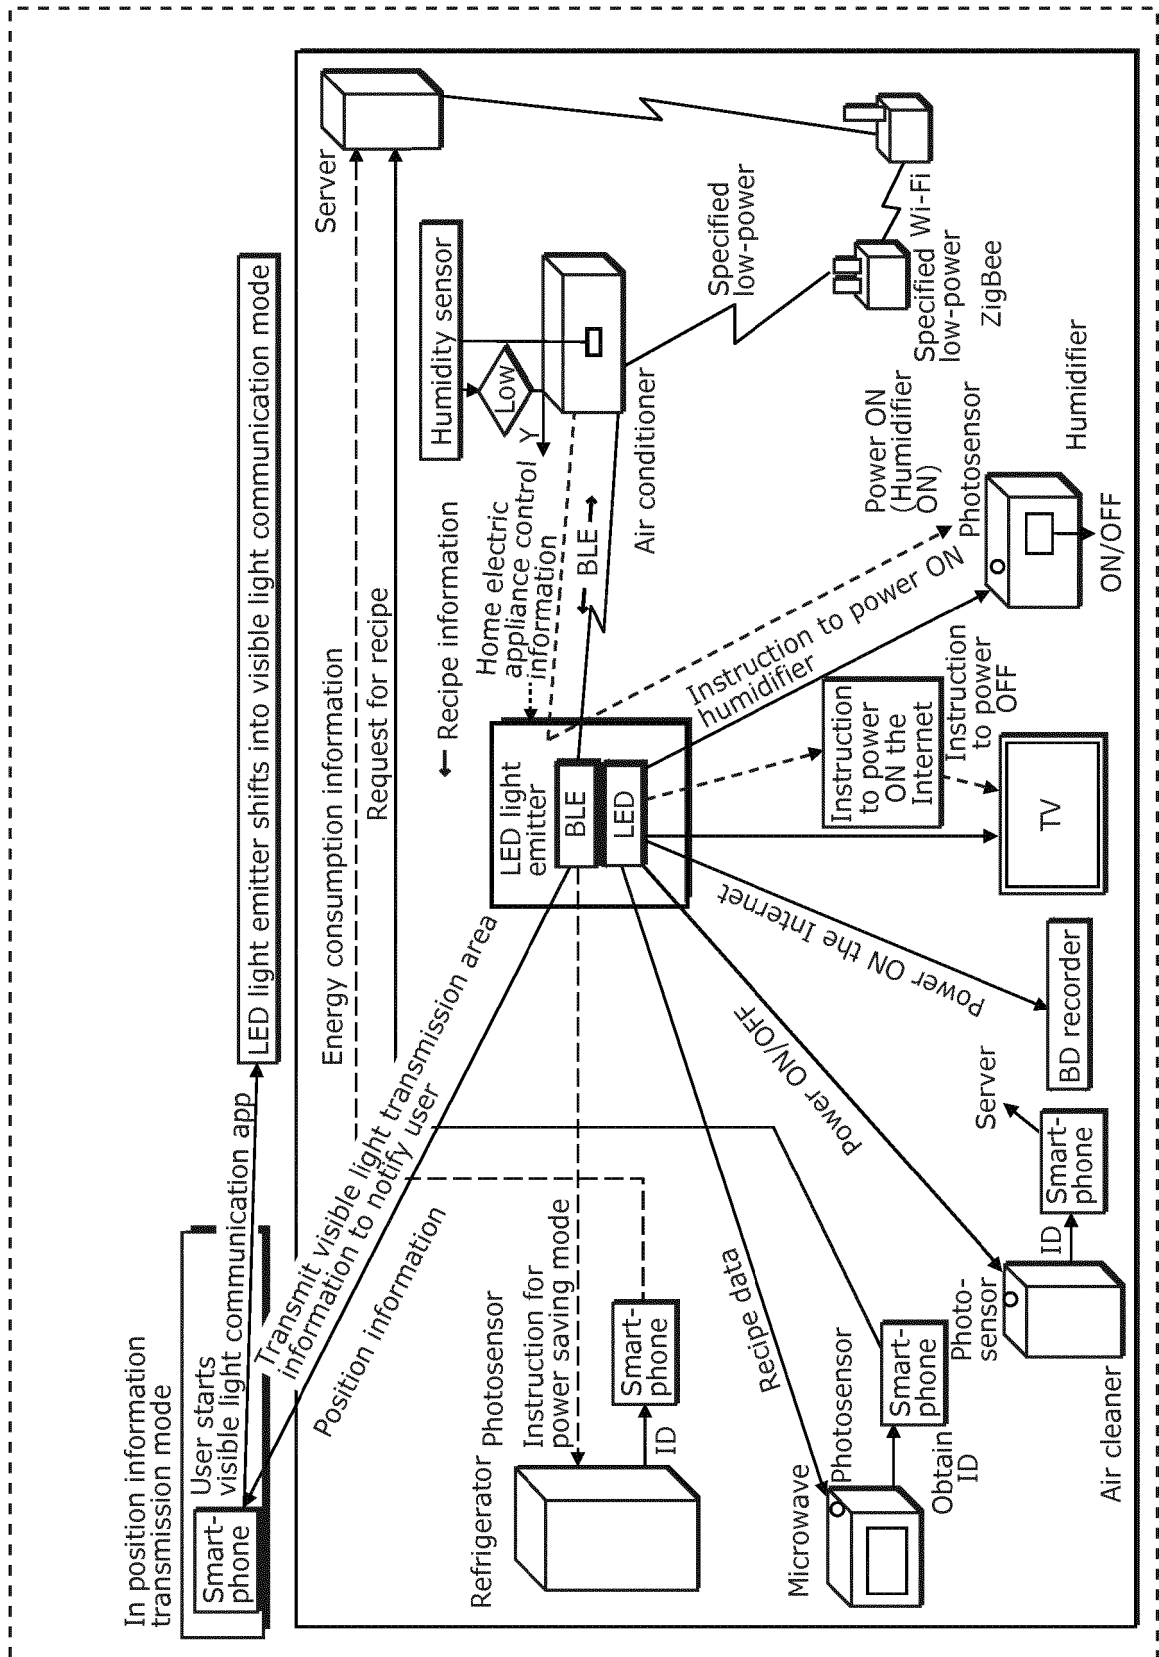 In position information
transmission mode
Smart-
phone
User starts
visible light communication app
LED light emitter shifts into visible light communication mode
Server
Energy consumption information
Request for recipe
Transmit visible light transmission area
information to notify user
Position information
Recipe information
Humidity sensor
Low
Y
Home electric
appliance control
information
BLE
Air conditioner
Specified
low-power
Wi-Fi
Specified
low-power
ZigBee
LED light
emitter
BLE
LED
Refrigerator
Photosensor
Instruction for
power saving mode
ID
Smart-
phone
Recipe data
Microwave
Photosensor
Obtain
ID
Smart-
phone
Power ON/OFF
Photo-
sensor
Air cleaner
ID
Smart-
phone
Server
Power ON the Internet
BD recorder
Instruction
to power
ON the
Internet
Instruction
to power
OFF
TV
Instruction to power ON
humidifier
Power ON
(Humidifier
ON)
Photosensor
Humidifier
ON/OFF